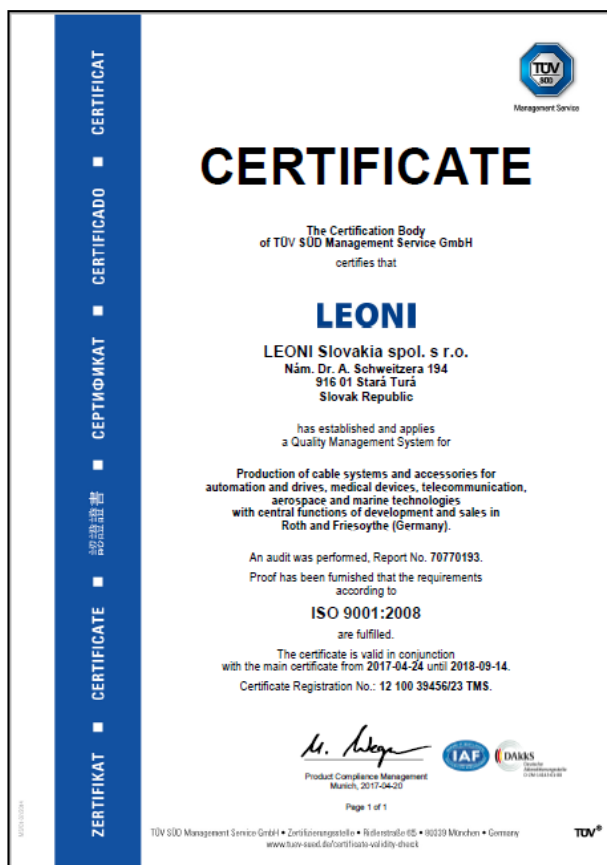 TÜV
SÜD
Management Service
CERTIFICATE
The Certification Body
of TÜV SÜD Management Service GmbH
certifies that
LEONI
LEONI Slovakia spol. s r.o.
Nám. Dr. A. Schweitzera 194
916 01 Stará Turá
Slovak Republic
has established and applies
a Quality Management System for
Production of cable systems and accessories for
automation and drives, medical devices, telecommunication,
aerospace and marine technologies
with central functions of development and sales in
Roth and Friesoythe (Germany).
An audit was performed, Report No. 70770193.
Proof has been furnished that the requirements
according to
ISO 9001:2008
are fulfilled.
The certificate is valid in conjunction
with the main certificate from 2017-04-24 until 2018-09-14.
Certificate Registration No.: 12 100 39456/23 TMS.
Product Compliance Management
Munich, 2017-04-20
IAF
DAkkS
Deutsche
Akkreditierungsstelle
Page 1 of 1
TÜV SÜD Management Service GmbH • Zertifizierungsstelle • Ridlerstraße 65 • 80339 München • Germany
www.tuev-sued.de/certificate-validity-check
TÜV®
ZERTIFIKAT ■ CERTIFICATE ■ 認證證書 ■ СЕРТИФИКАТ ■ CERTIFICADO ■ CERTIFICAT